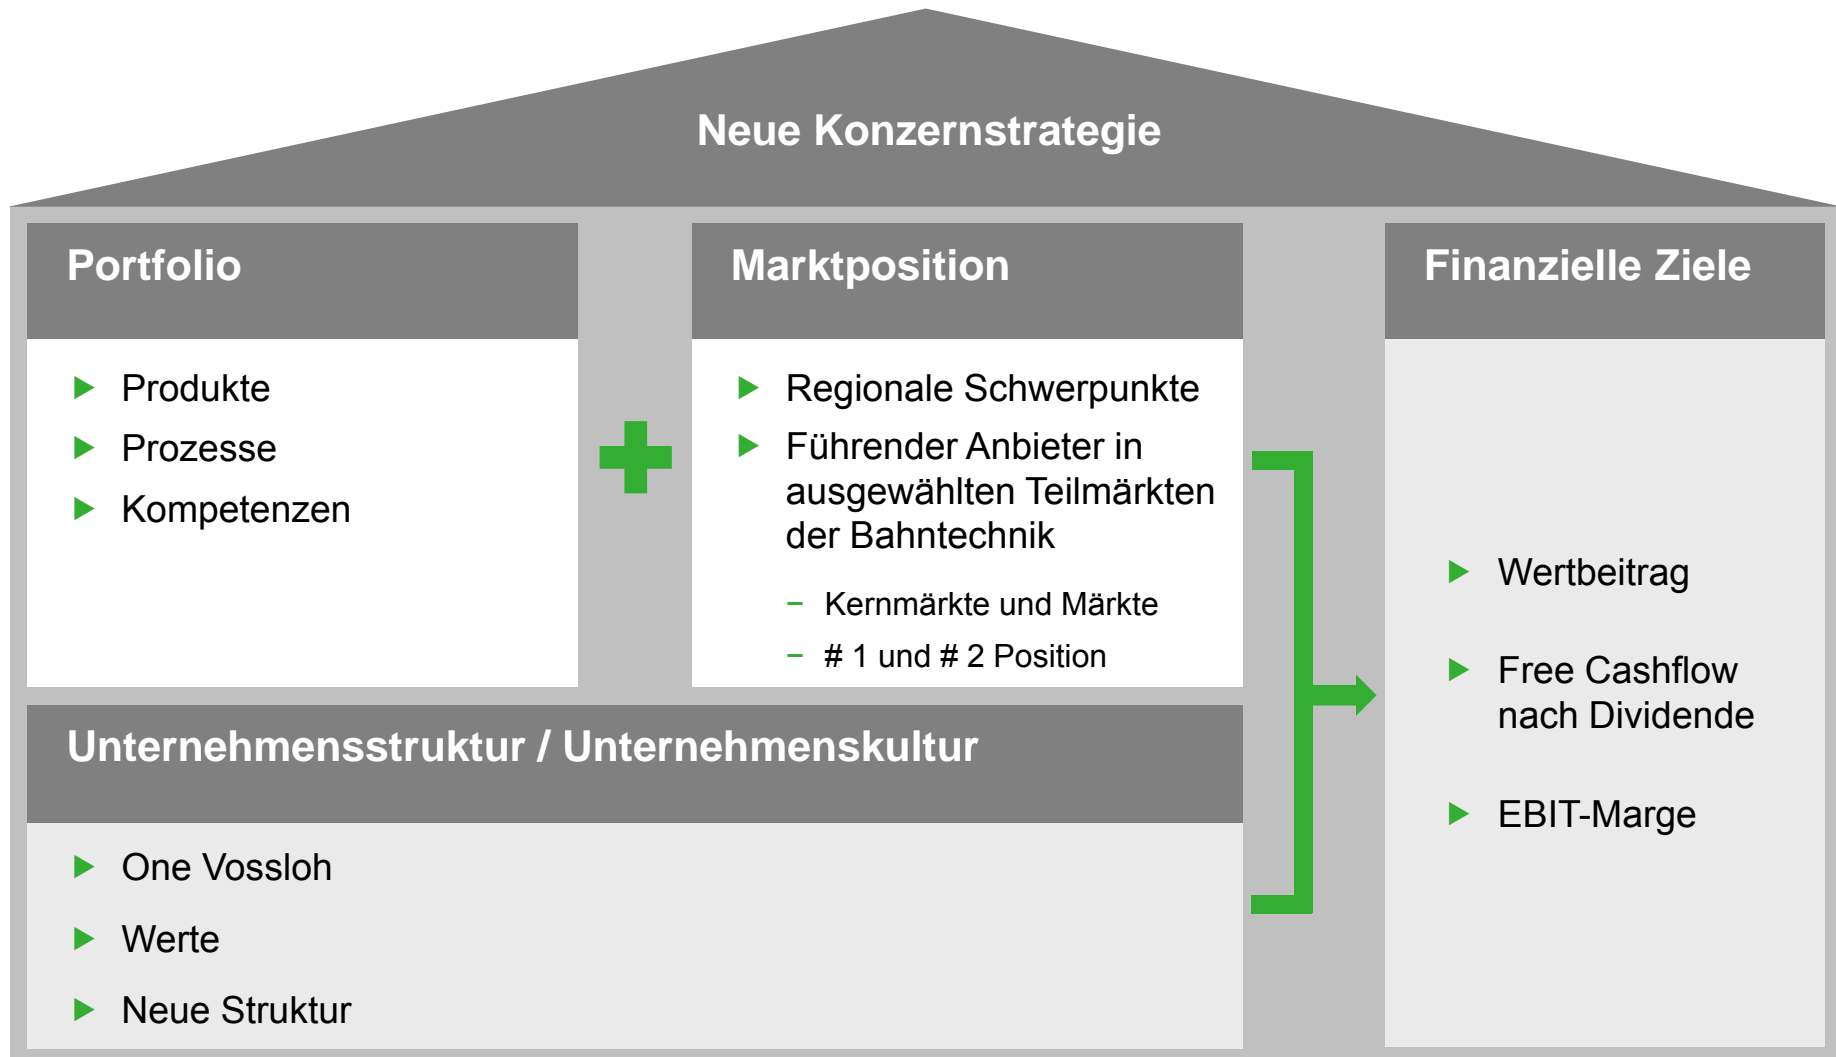 Neue Konzernstrategie
Portfolio
Produkte
Prozesse
Kompetenzen
Marktposition
Regionale Schwerpunkte
Führender Anbieter in
ausgewählten Teilmärkten
der Bahntechnik
– Kernmärkte und Märkte
– # 1 und # 2 Position
Unternehmensstruktur / Unternehmenskultur
One Vossloh
Werte
Neue Struktur
Finanzielle Ziele
Wertbeitrag
Free Cashflow
nach Dividende
EBIT-Marge